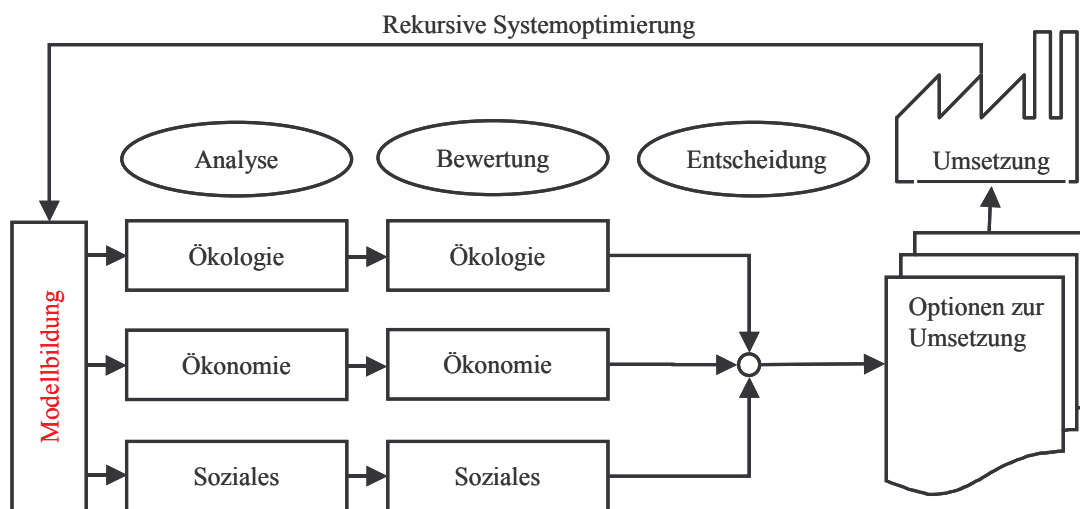 Rekursive Systemoptimierung
Analyse
Bewertung
Entscheidung
Umsetzung
Modellbildung
Ökologie
Ökologie
Optionen zur
Umsetzung
Ökonomie
Ökonomie
Soziales
Soziales